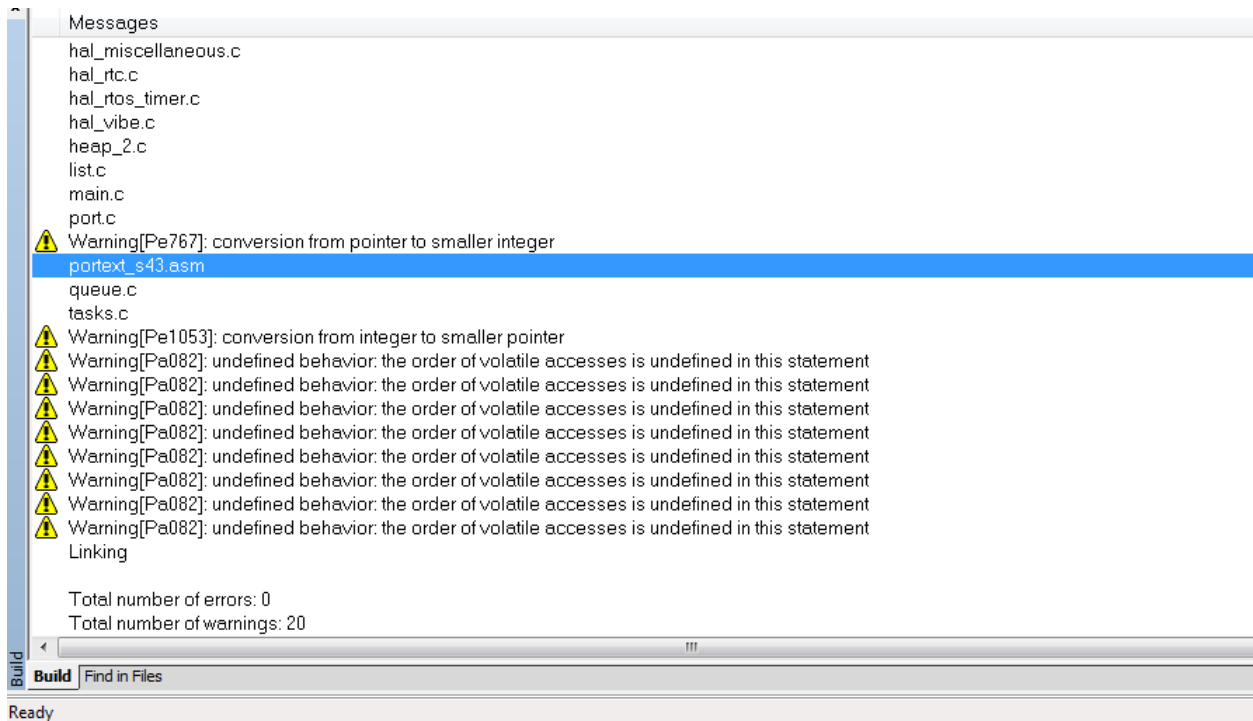 Messages
hal_miscellaneous.c
hal_rtc.c
hal_rtos_timer.c
hal_vibe.c
heap_2.c
list.c
main.c
port.c
Warning[Pe767]: conversion from pointer to smaller integer
portext_s43.asm
queue.c
tasks.c
Warning[Pe1053]: conversion from integer to smaller pointer
Warning[Pa082]: undefined behavior: the order of volatile accesses is undefined in this statement
Warning[Pa082]: undefined behavior: the order of volatile accesses is undefined in this statement
Warning[Pa082]: undefined behavior: the order of volatile accesses is undefined in this statement
Warning[Pa082]: undefined behavior: the order of volatile accesses is undefined in this statement
Warning[Pa082]: undefined behavior: the order of volatile accesses is undefined in this statement
Warning[Pa082]: undefined behavior: the order of volatile accesses is undefined in this statement
Warning[Pa082]: undefined behavior: the order of volatile accesses is undefined in this statement
Warning[Pa082]: undefined behavior: the order of volatile accesses is undefined in this statement
Linking
Total number of errors: 0
Total number of warnings: 20
Build
Build Find in Files
Ready